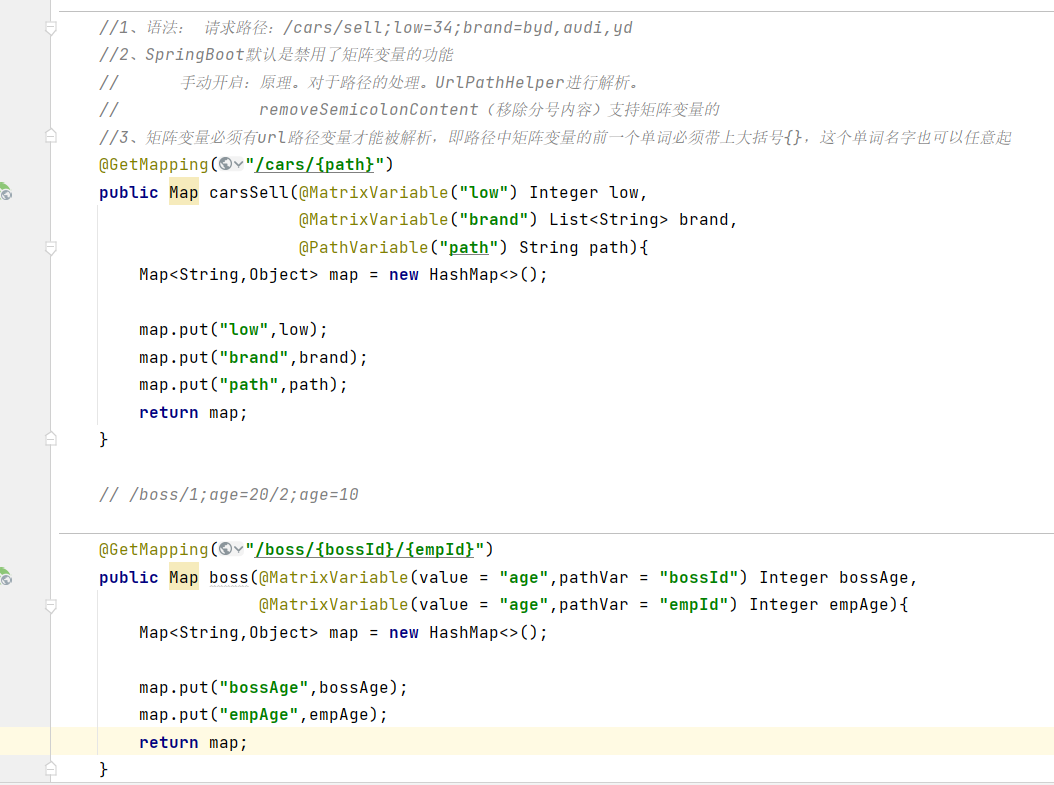 //1、语法： 请求路径：/cars/sell;low=34;brand=byd,audi,yd
//2、SpringBoot默认是禁用了矩阵变量的功能
//      手动开启：原理。对于路径的处理。UrlPathHelper进行解析。
//              removeSemicolonContent（移除分号内容）支持矩阵变量的
//3、矩阵变量必须有url路径变量才能被解析，即路径中矩阵变量的前一个单词必须带上大括号{}，这个单词名字也可以任意起
@GetMapping("/cars/{path}")
public Map carsSell(@MatrixVariable("low") Integer low,
                    @MatrixVariable("brand") List<String> brand,
                    @PathVariable("path") String path){
    Map<String,Object> map = new HashMap<>();
    map.put("low",low);
    map.put("brand",brand);
    map.put("path",path);
    return map;
}
// /boss/1;age=20/2;age=10
@GetMapping("/boss/{bossId}/{empId}")
public Map boss(@MatrixVariable(value = "age",pathVar = "bossId") Integer bossAge,
                @MatrixVariable(value = "age",pathVar = "empId") Integer empAge){
    Map<String,Object> map = new HashMap<>();
    map.put("bossAge",bossAge);
    map.put("empAge",empAge);
    return map;
}